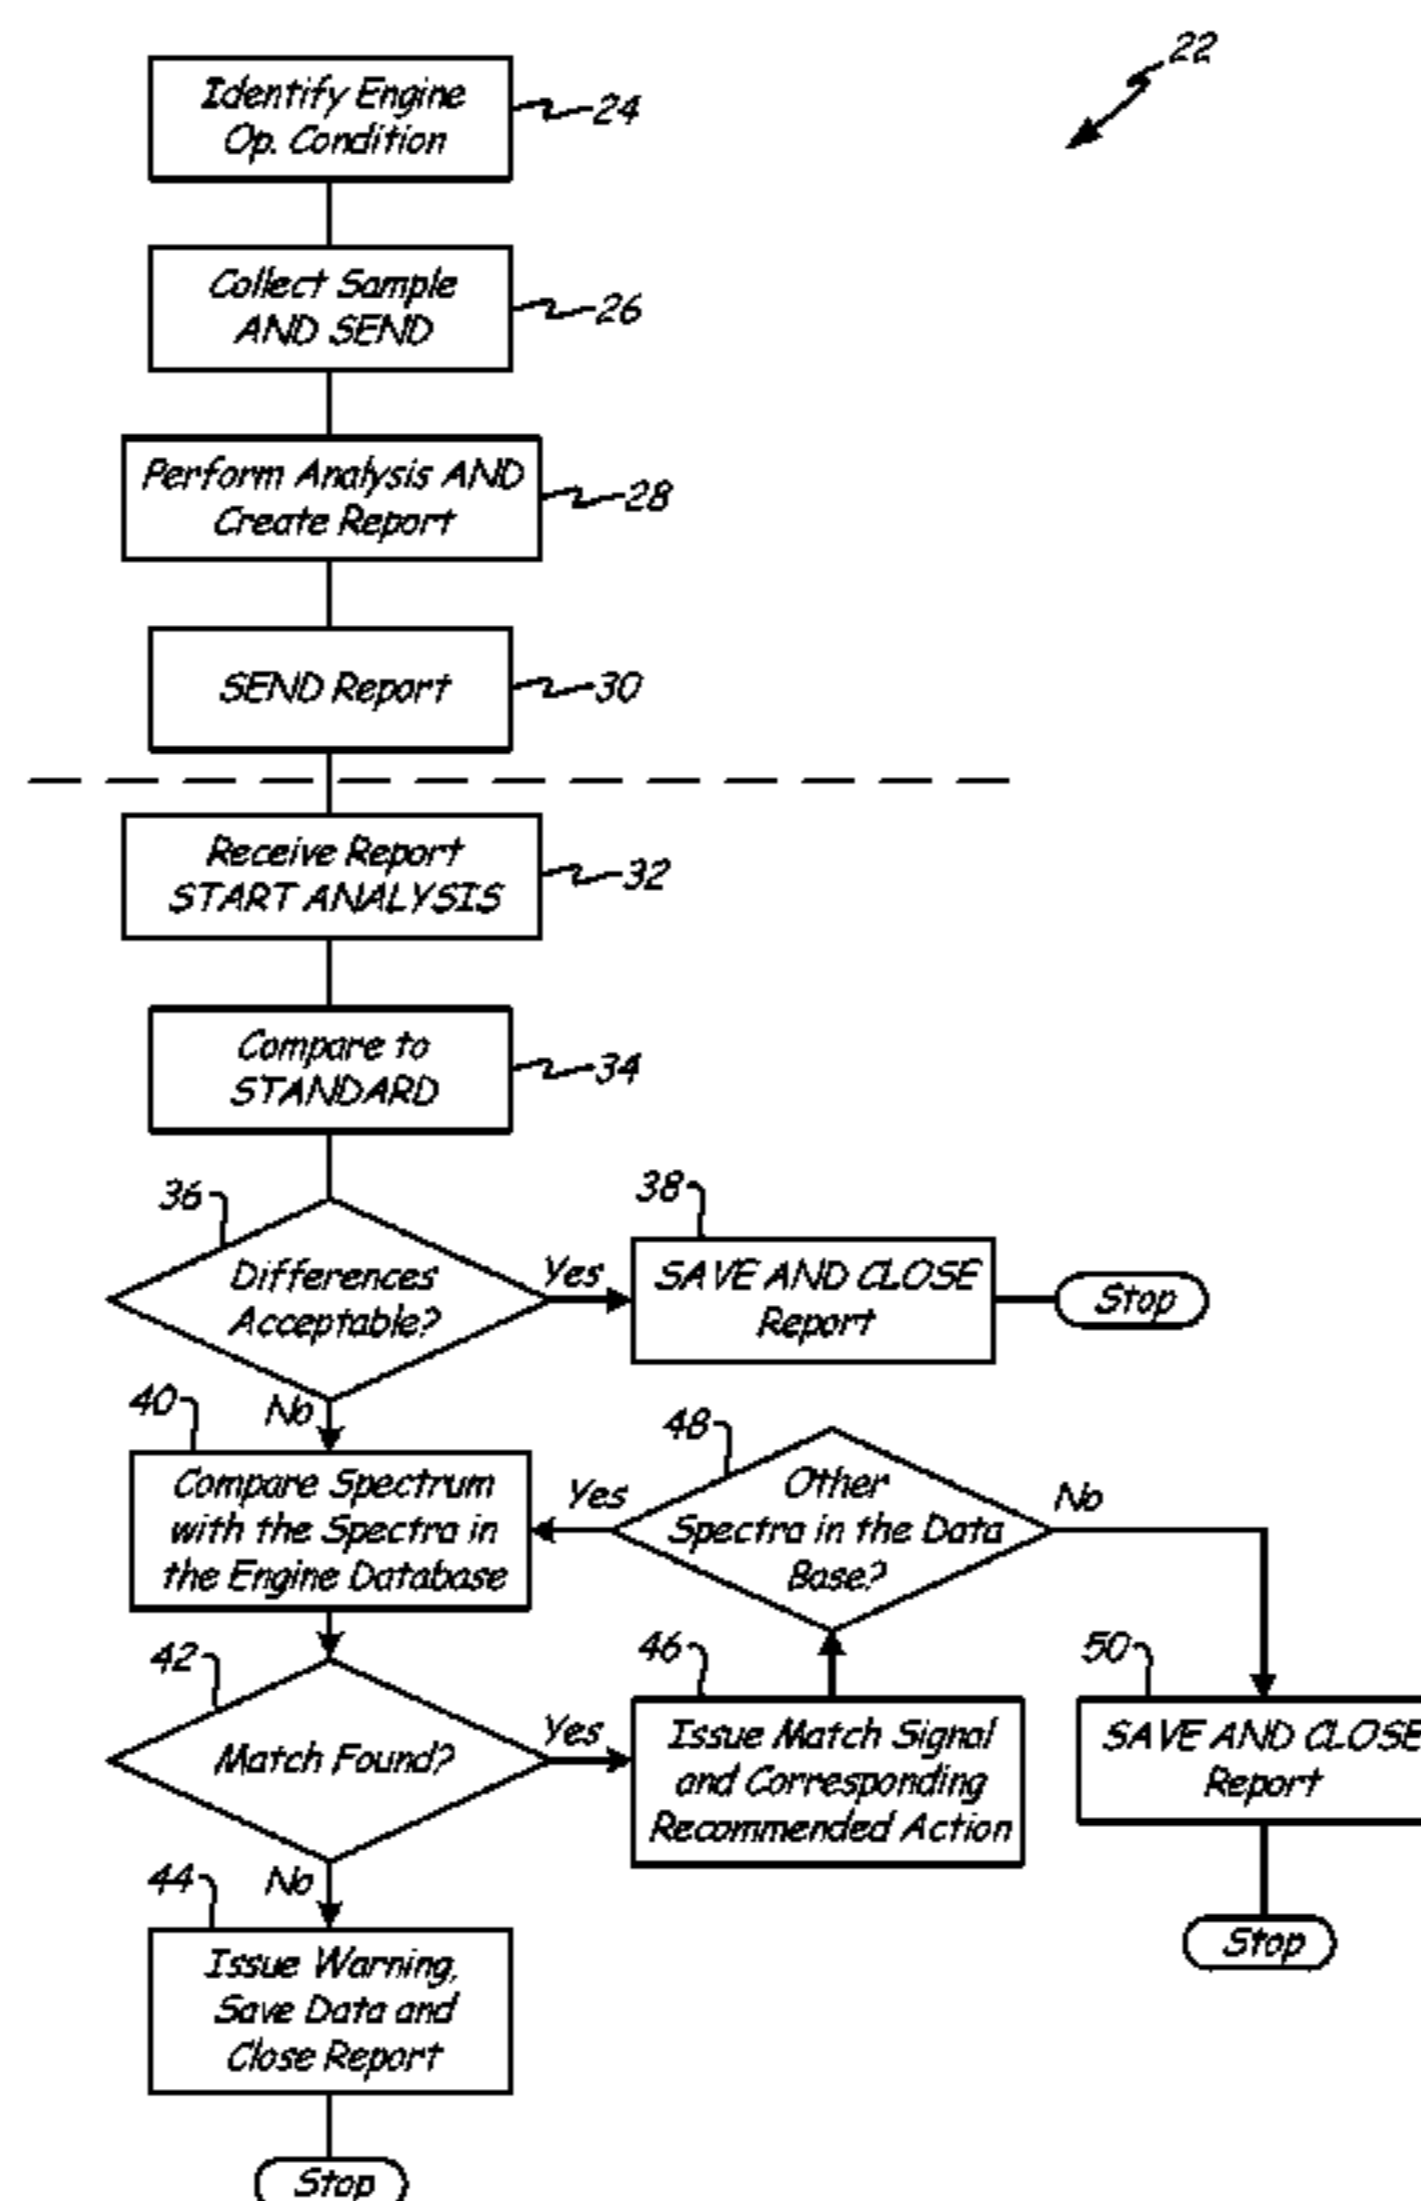 22
Identify Engine
Op. Condition
24
Collect Sample
AND SEND
26
Perform Analysis AND
Create Report
28
SEND Report
30
Receive Report
START ANALYSIS
32
Compare to
STANDARD
34
36
Differences
Acceptable?
Yes
38
SAVE AND CLOSE
Report
Stop
No
40
Compare Spectrum
with the Spectra in
the Engine Database
Yes
48
Other
Spectra in the Data
Base?
No
42
Match Found?
Yes
46
Issue Match Signal
and Corresponding
Recommended Action
50
SAVE AND CLOSE
Report
Stop
No
44
Issue Warning,
Save Data and
Close Report
Stop